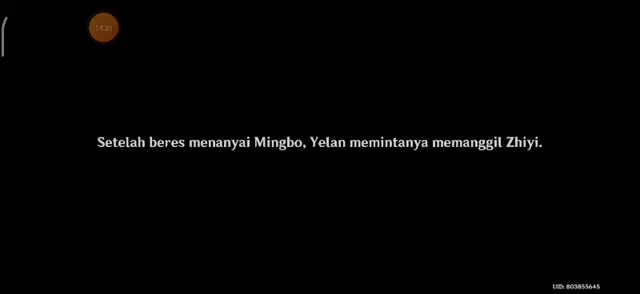 Setelah beres menanyai Mingbo, Yelan memintanya memanggil Zhiyi.
UID: 803855645